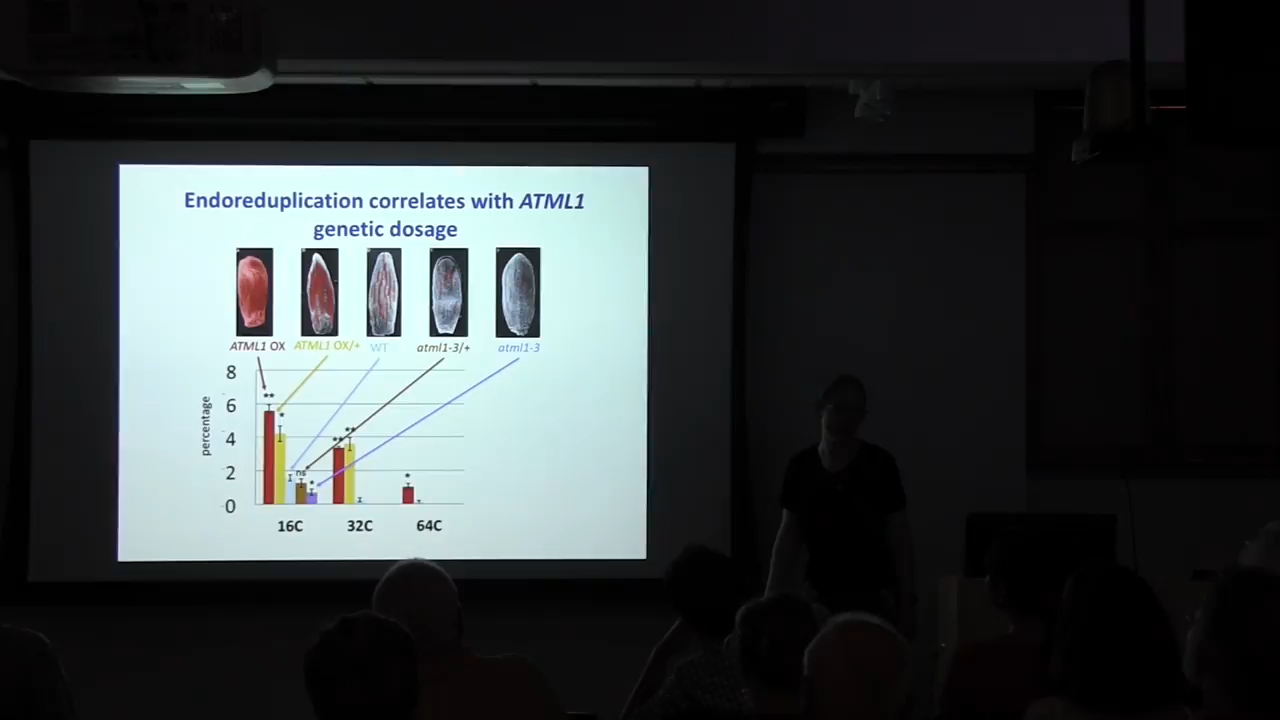 Endoreduplication correlates with ATML1
genetic dosage
ATML1 OX ATML1 OX/+ WT atml1-3/+ atml1-3
8
6
4
2
0
percentage
**
*
ns
*
**
**
*
16C 32C 64C